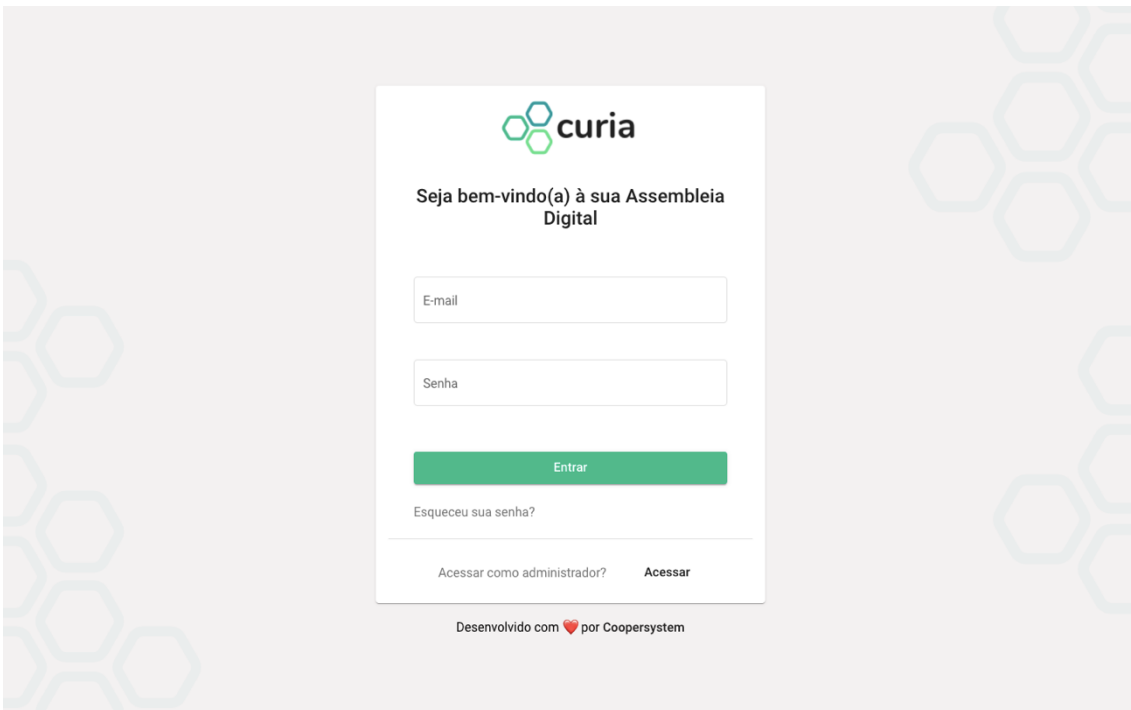 curia
Seja bem-vindo(a) à sua Assembleia
Digital
E-mail
Senha
Entrar
Esqueceu sua senha?
Acessar como administrador? Acessar
Desenvolvido com ❤️ por Coopersystem